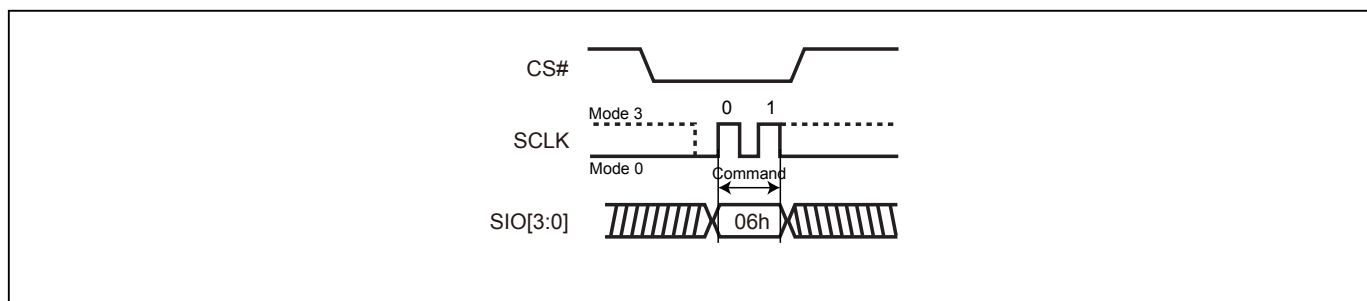 CS#
Mode 3
0 1
SCLK
Mode 0
Command
SIO[3:0]
06h